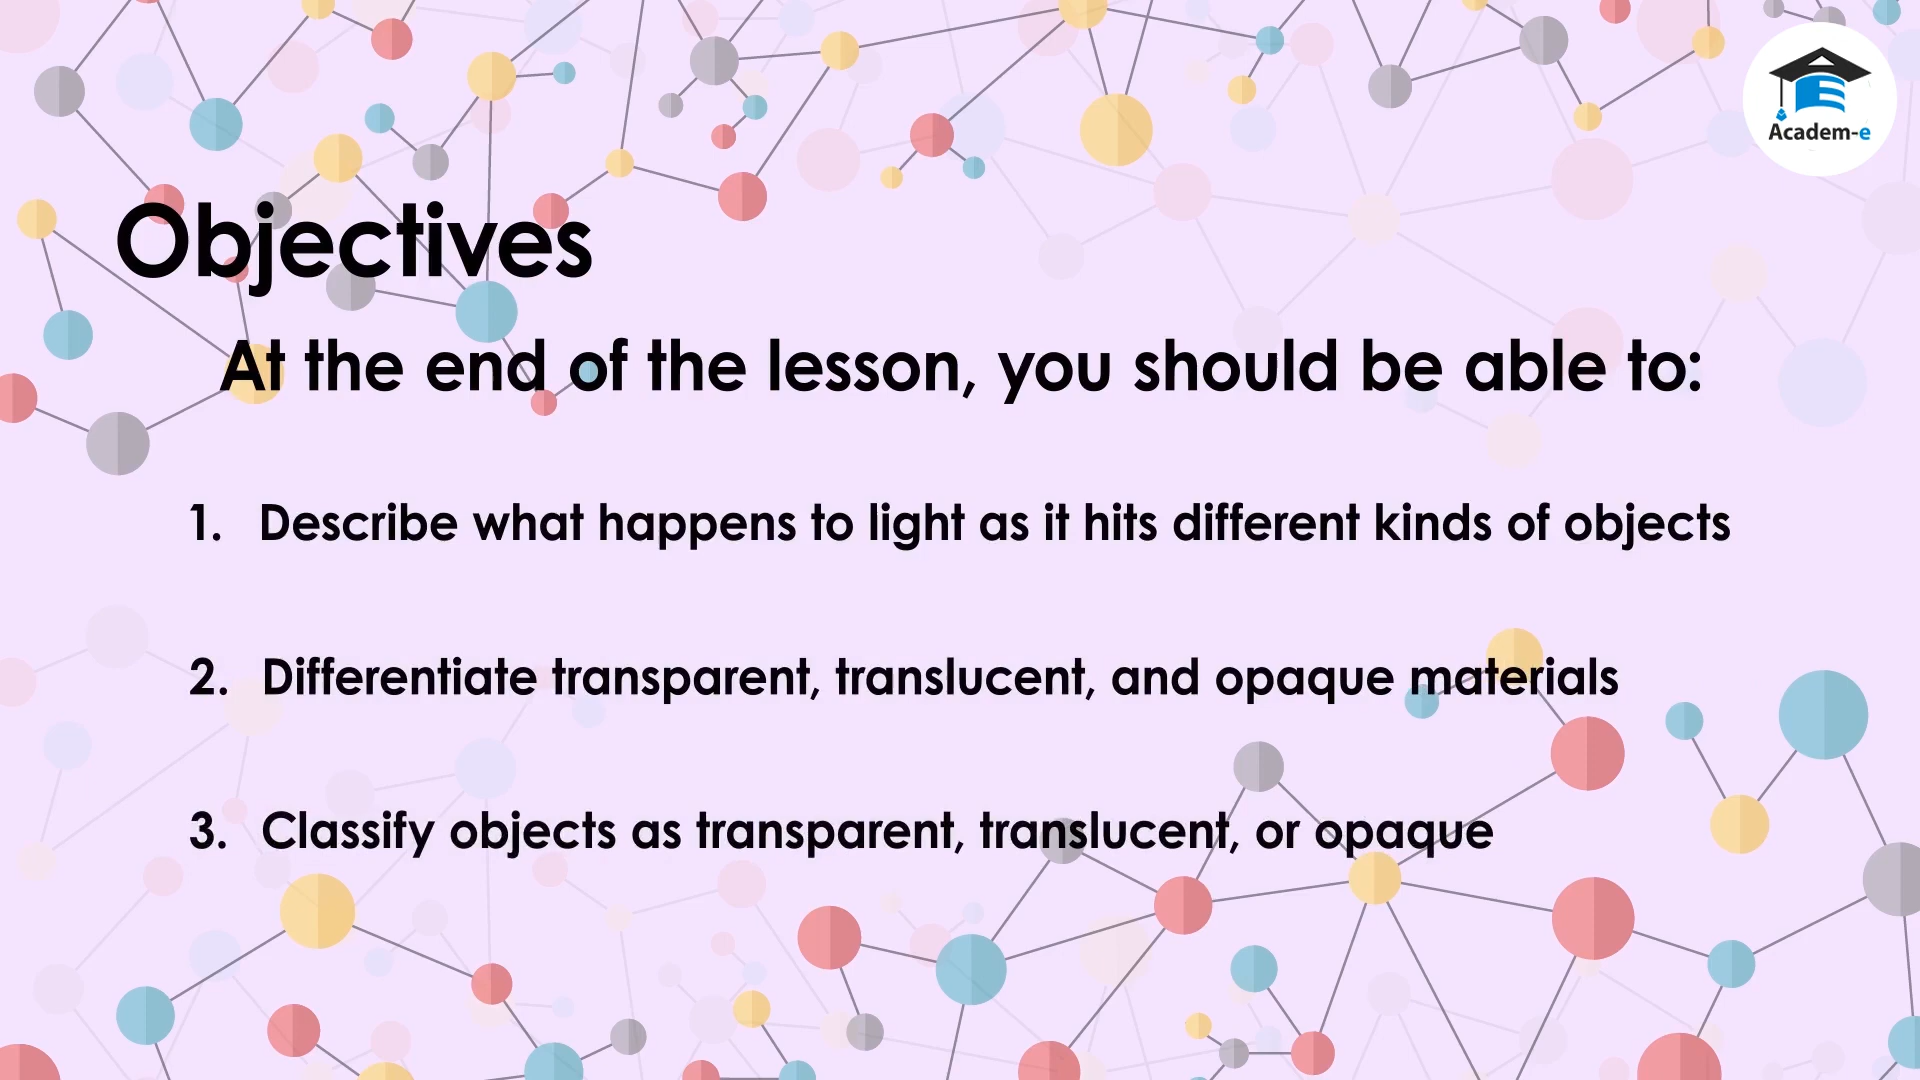 Academ-e
Objectives
At the end of the lesson, you should be able to:
1. Describe what happens to light as it hits different kinds of objects
2. Differentiate transparent, translucent, and opaque materials
3. Classify objects as transparent, translucent, or opaque